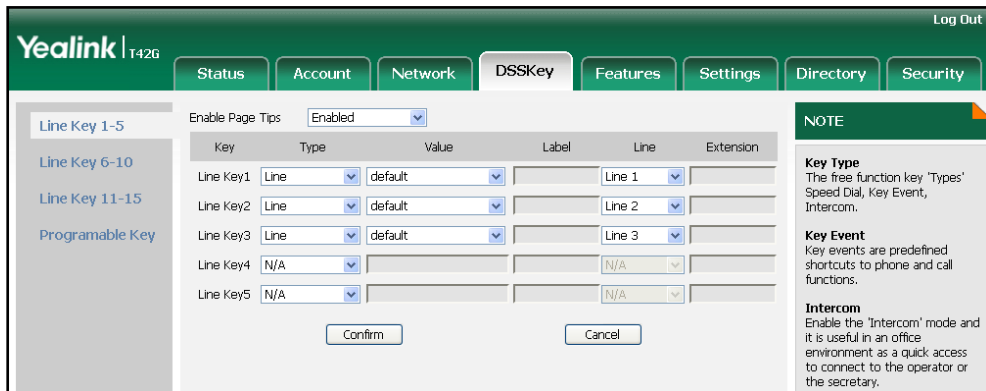 Log Out
Yealink T42G
Status Account Network DSSKey Features Settings Directory Security
Line Key 1-5
Line Key 6-10
Line Key 11-15
Programable Key
Enable Page Tips Enabled
Key Type Value Label Line Extension
Line Key1 Line default Line 1
Line Key2 Line default Line 2
Line Key3 Line default Line 3
Line Key4 N/A N/A
Line Key5 N/A N/A
Confirm Cancel
NOTE
Key Type
The free function key 'Types'
Speed Dial, Key Event,
Intercom.
Key Event
Key events are predefined
shortcuts to phone and call
functions.
Intercom
Enable the 'Intercom' mode and
it is useful in an office
environment as a quick access
to connect to the operator or
the secretary.